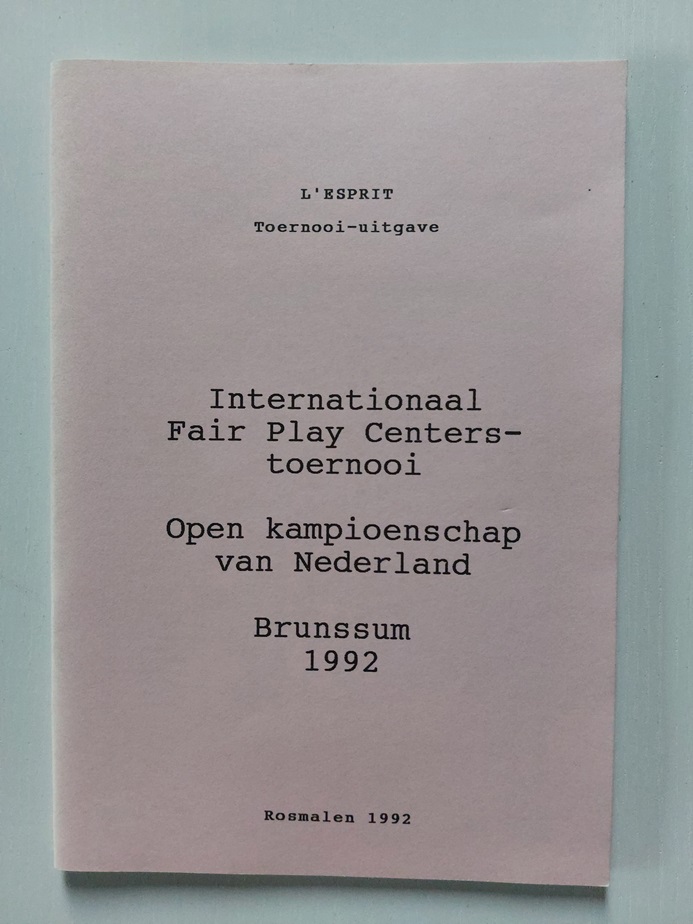 L'ESPRIT
Toernooi-uitgave
Internationaal
Fair Play Centers-
toernooi
Open kampioenschap
van Nederland
Brunssum
1992
Rosmalen 1992